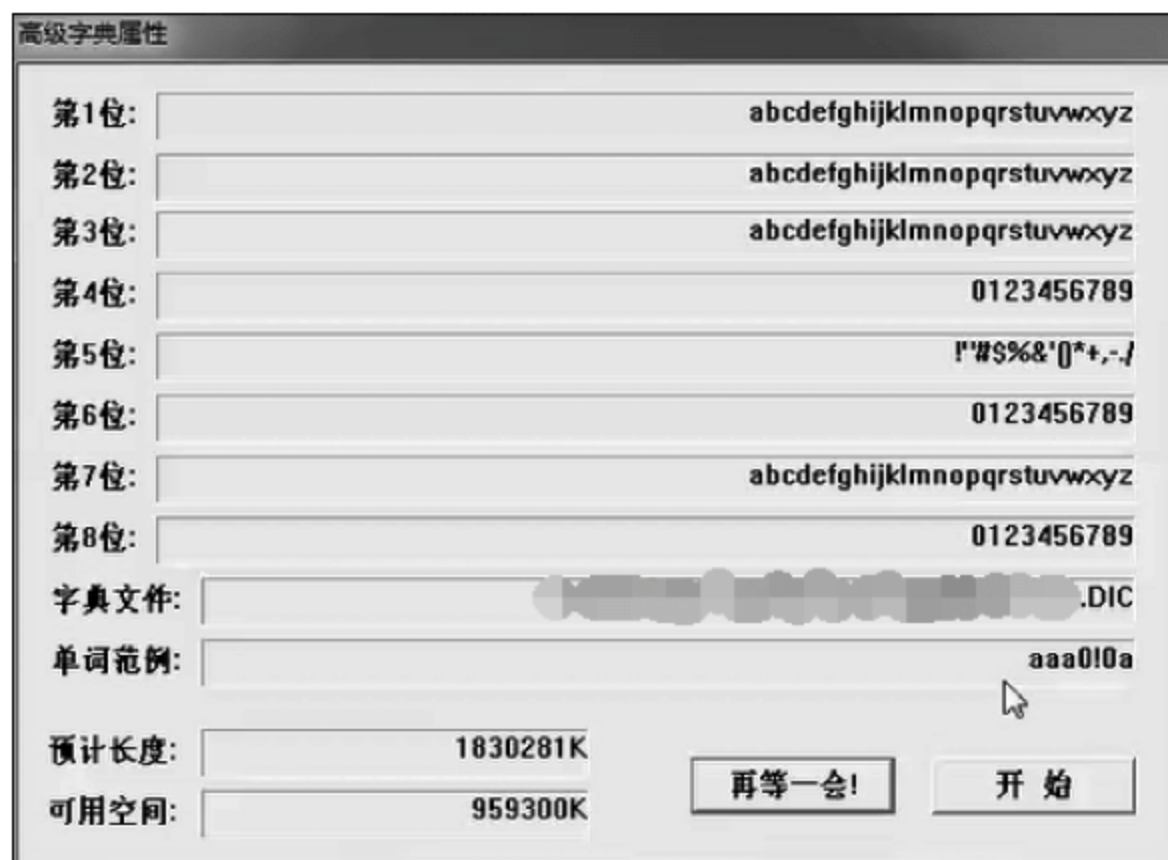 高级字典属性
第1位: abcdefghijklmnopqrstuvwxyz
第2位: abcdefghijklmnopqrstuvwxyz
第3位: abcdefghijklmnopqrstuvwxyz
第4位: 0123456789
第5位: !"#$%&'()*+,-./
第6位: 0123456789
第7位: abcdefghijklmnopqrstuvwxyz
第8位: 0123456789
字典文件: .DIC
单词范例: aaa0!0a
预计长度: 1830281K
再等一会! 开 始
可用空间: 959300K